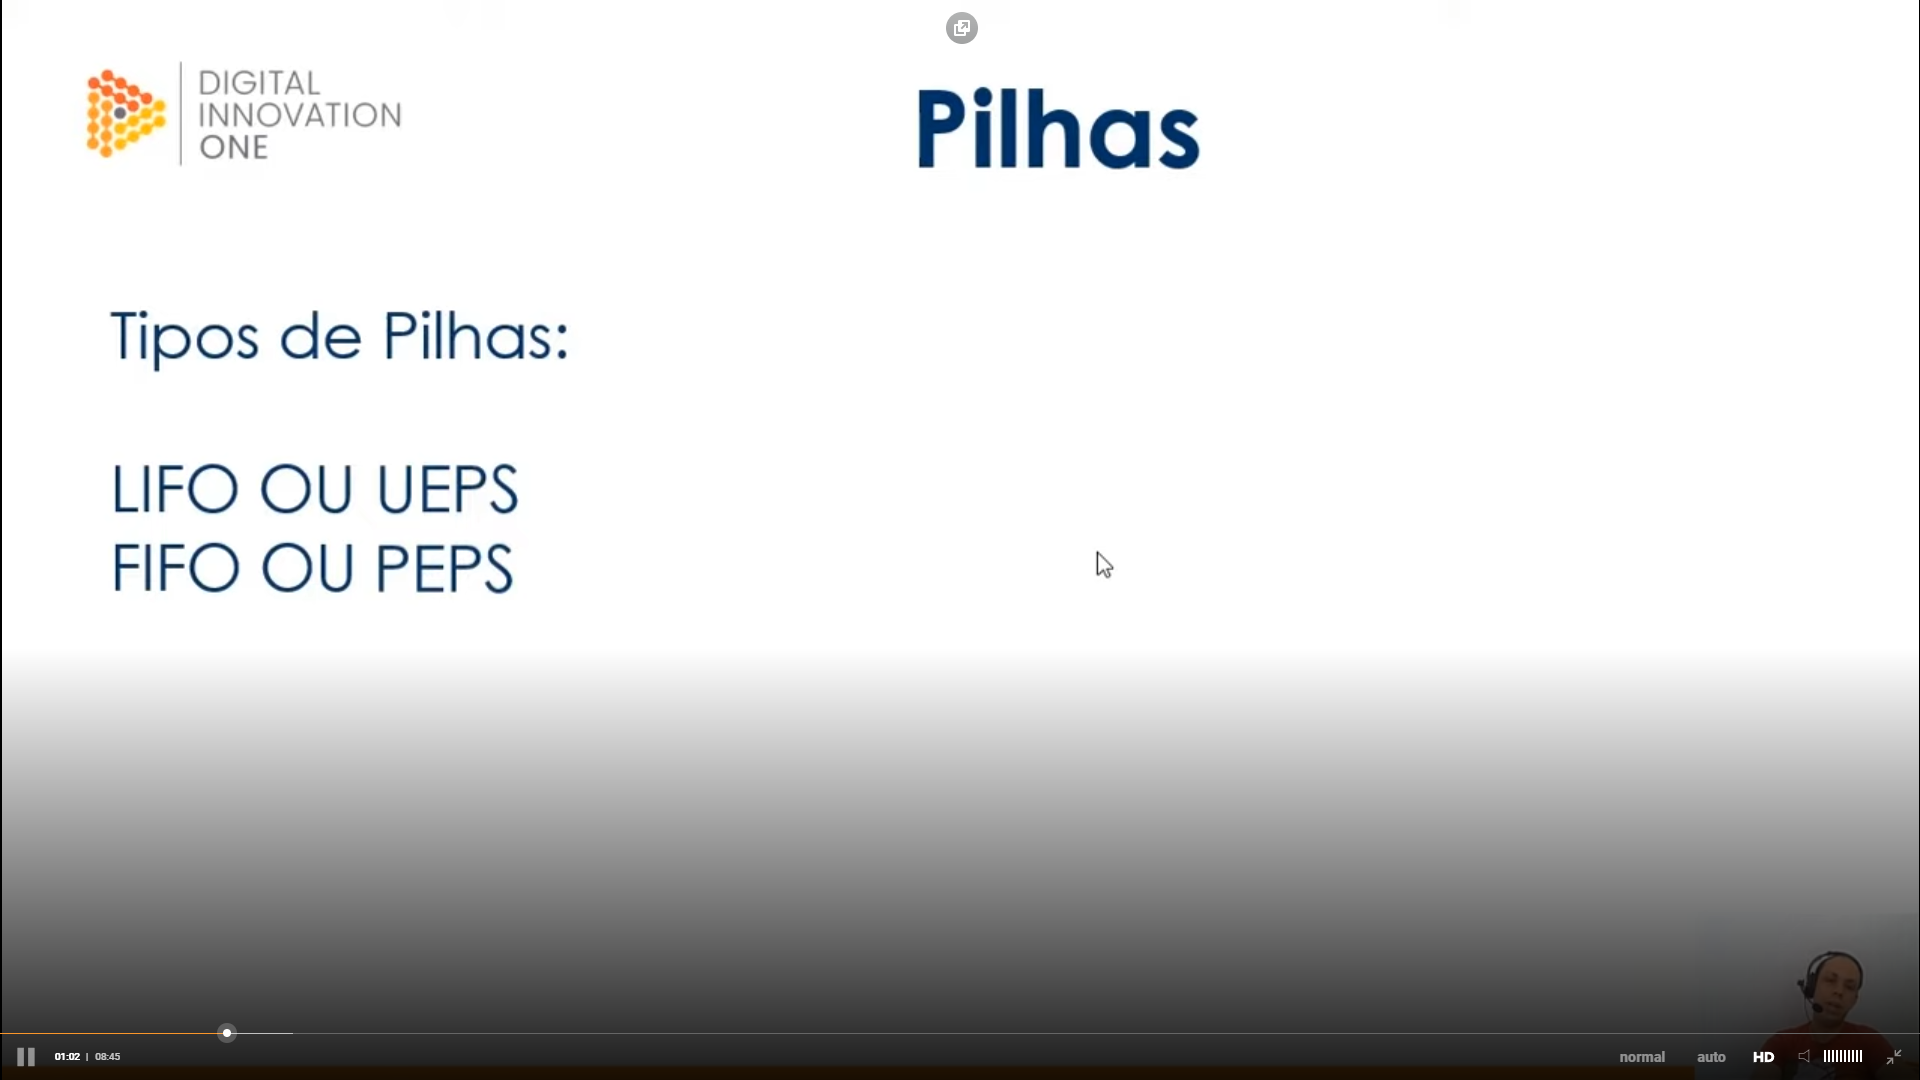 DIGITAL
INNOVATION
ONE
Pilhas
Tipos de Pilhas:
LIFO OU UEPS
FIFO OU PEPS
01:02 | 08:45
normal auto HD